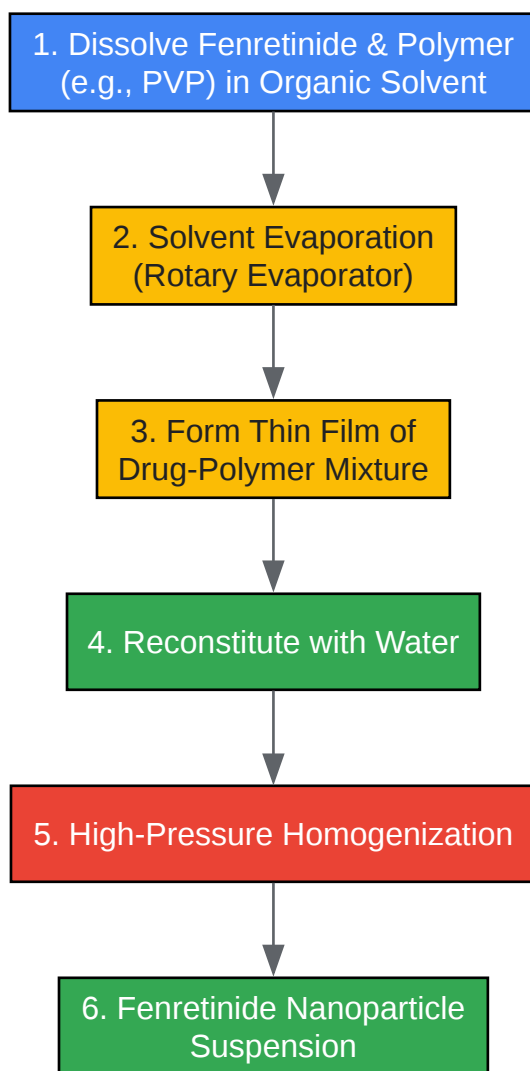 1. Dissolve Fenretinide & Polymer
(e.g., PVP) in Organic Solvent
2. Solvent Evaporation
(Rotary Evaporator)
3. Form Thin Film of
Drug-Polymer Mixture
4. Reconstitute with Water
5. High-Pressure Homogenization
6. Fenretinide Nanoparticle
Suspension